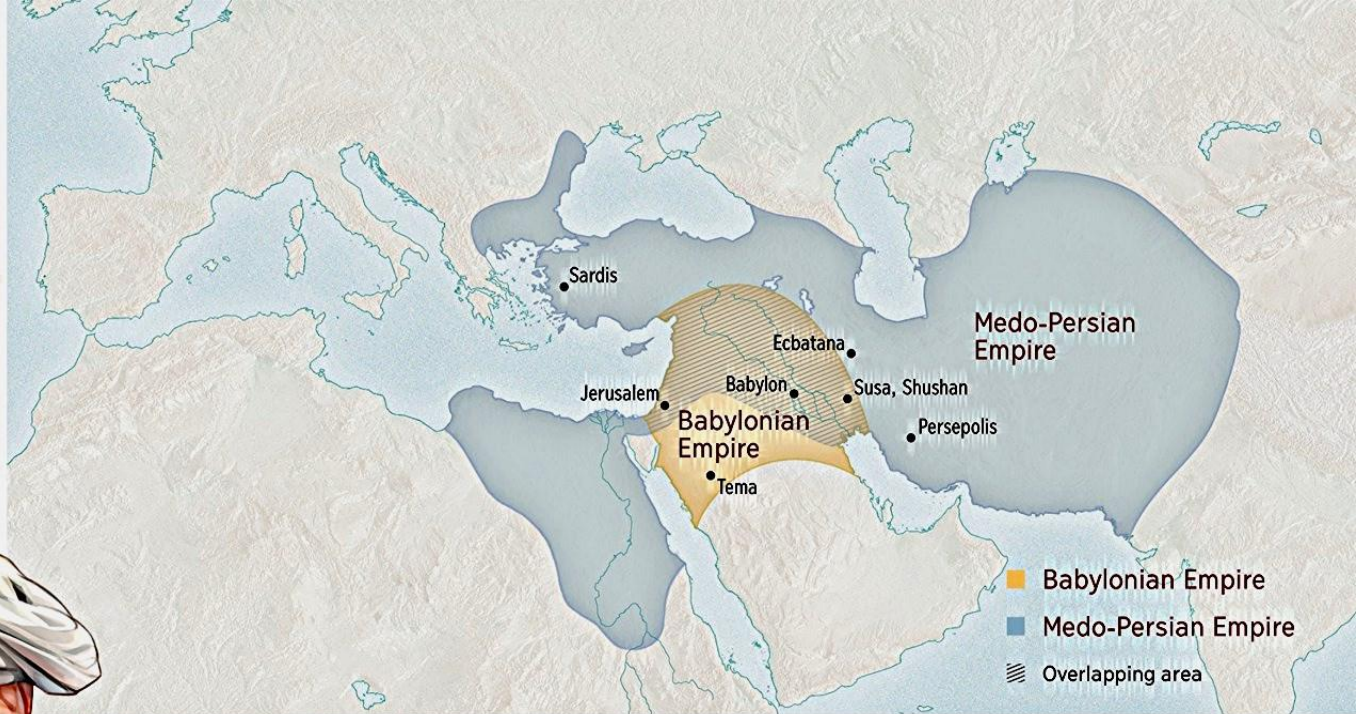 Sardis
Medo-Persian
Empire
Ecbatana
Babylon
Susa, Shushan
Jerusalem
Babylonian
Empire
Persepolis
Tema
Babylonian Empire
Medo-Persian Empire
Overlapping area